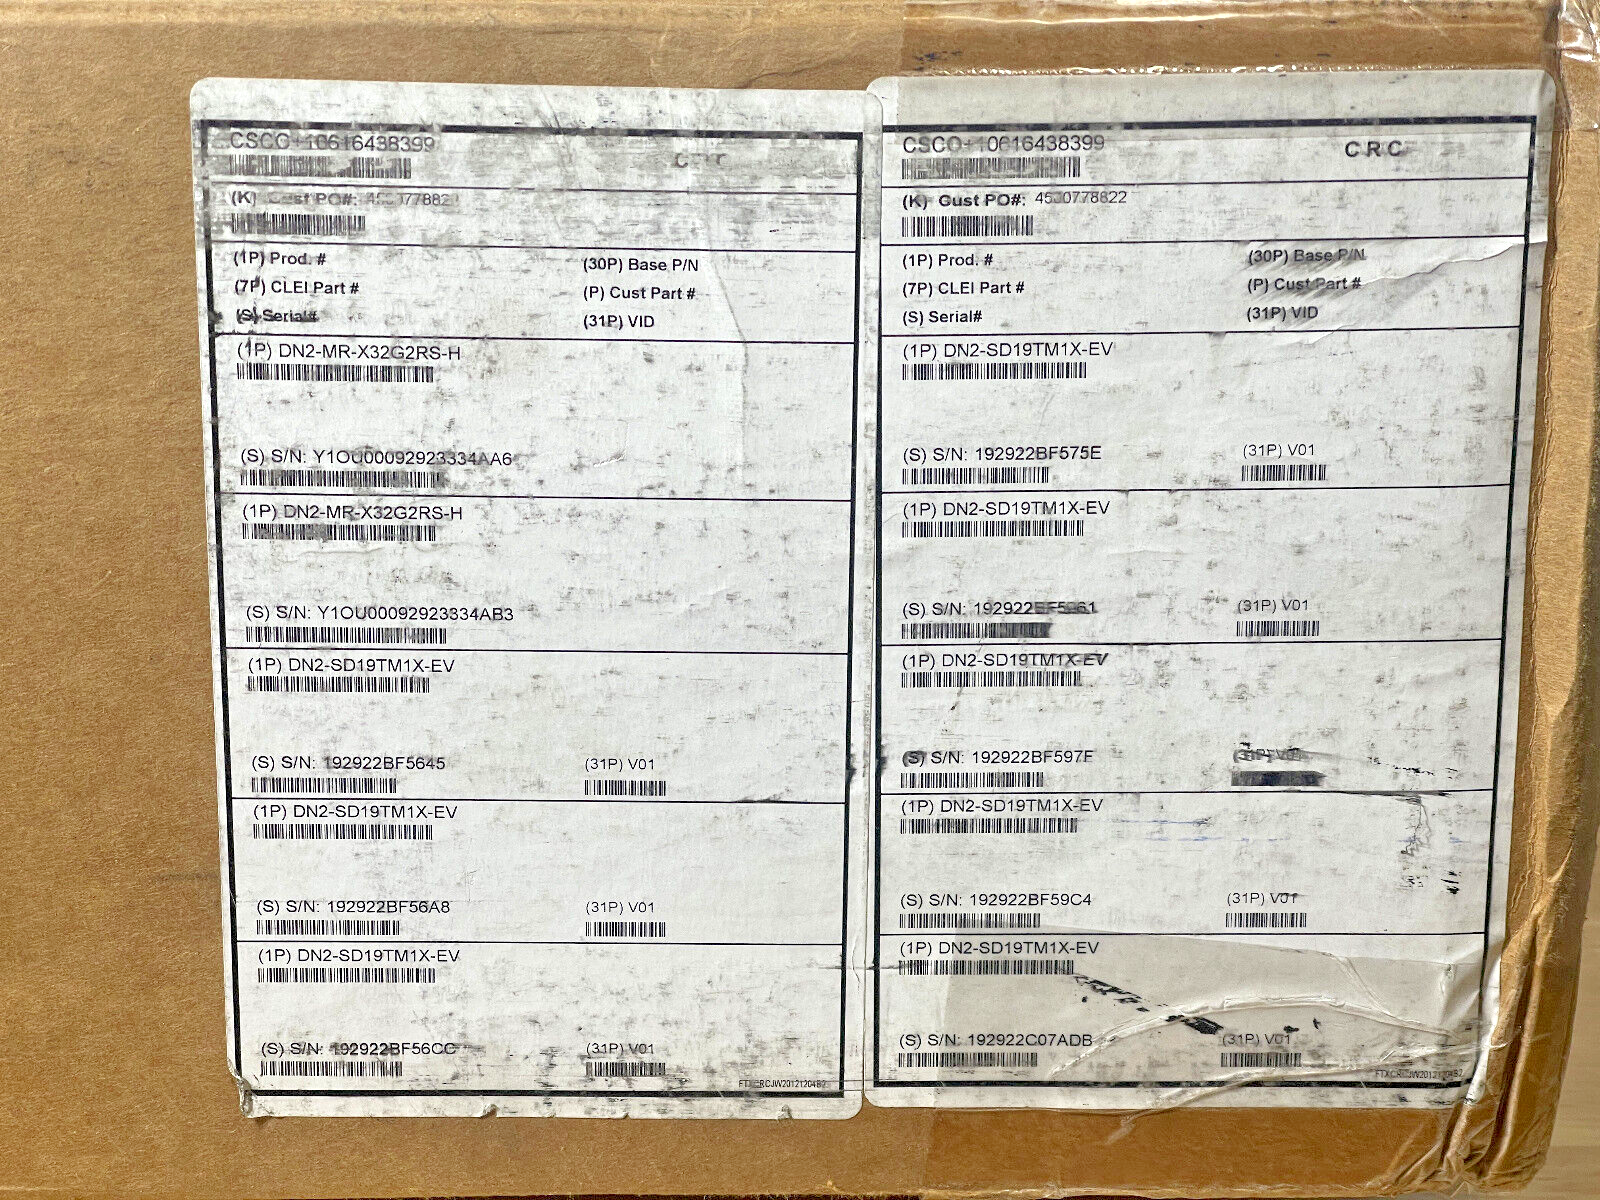 CSCO+10616438399
(K) Cust PO#:
(1P) Prod. #
(30P) Base P/N
(7P) CLEI Part #
(P) Cust Part #
(S) Serial#
(31P) VID
(1P) DN2-MR-X32G2RS-H
(S) S/N: Y1OU00092923334AA6
(1P) DN2-MR-X32G2RS-H
(S) S/N: Y1OU00092923334AB3
(1P) DN2-SD19TM1X-EV
(S) S/N: 192922BF5645
(31P) V01
(1P) DN2-SD19TM1X-EV
(S) S/N: 192922BF56A8
(31P) V01
(1P) DN2-SD19TM1X-EV
(S) S/N: 192922BF56CC
(31P) V01
CSCO+10616438399
CRC
(K) Cust PO#: 4500778822
(1P) Prod. #
(30P) Base P/N
(7P) CLEI Part #
(P) Cust Part #
(S) Serial#
(31P) VID
(1P) DN2-SD19TM1X-EV
(S) S/N: 192922BF575E
(31P) V01
(1P) DN2-SD19TM1X-EV
(S) S/N:
(31P) V01
(1P) DN2-SD19TM1X-EV
(S) S/N: 192922BF597F
(31P) V01
(1P) DN2-SD19TM1X-EV
(S) S/N: 192922BF59C4
(31P) V01
(1P) DN2-SD19TM1X-EV
(S) S/N: 192922C07ADB
(31P) V01